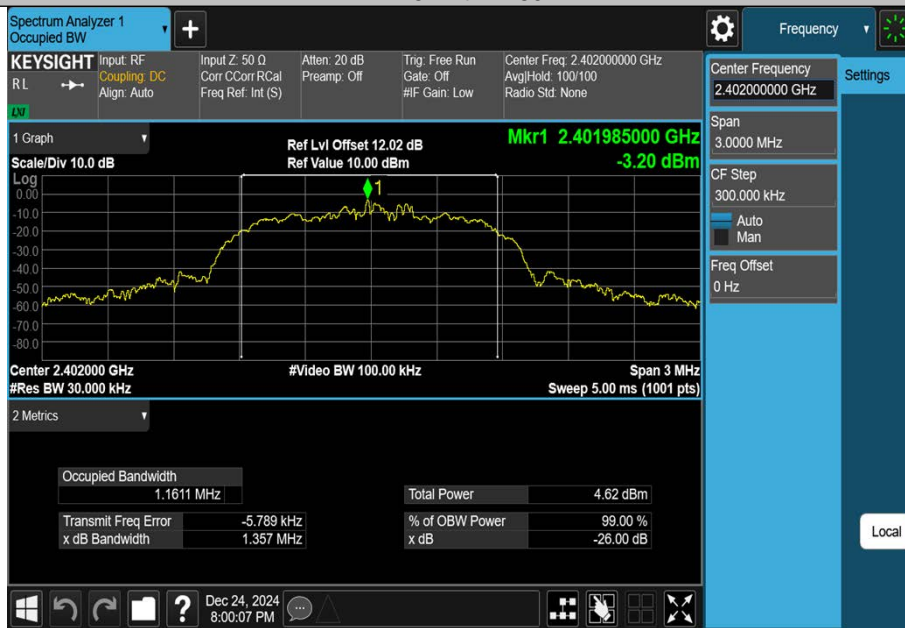 Spectrum Analyzer 1
Occupied BW
Frequency
KEYSIGHT
RL
LXI
Input: RF
Coupling: DC
Align: Auto
Input Z: 50 Ω
Corr CCorr RCal
Freq Ref: Int (S)
Atten: 20 dB
Preamp: Off
Trig: Free Run
Gate: Off
#IF Gain: Low
Center Freq: 2.402000000 GHz
Avg|Hold: 100/100
Radio Std: None
Center Frequency
2.402000000 GHz
Settings
Span
3.0000 MHz
CF Step
300.000 kHz
Auto
Man
Freq Offset
0 Hz
Local
1 Graph
Scale/Div 10.0 dB
Ref Lvl Offset 12.02 dB
Ref Value 10.00 dBm
Mkr1 2.401985000 GHz
-3.20 dBm
Log
1
0.00
-10.0
-20.0
-30.0
-40.0
-50.0
-60.0
-70.0
-80.0
Center 2.402000 GHz
#Video BW 100.00 kHz
Span 3 MHz
#Res BW 30.000 kHz
Sweep 5.00 ms (1001 pts)
2 Metrics
Occupied Bandwidth
1.1611 MHz
Total Power 4.62 dBm
Transmit Freq Error -5.789 kHz
% of OBW Power 99.00 %
x dB Bandwidth 1.357 MHz
x dB -26.00 dB
?
Dec 24, 2024
8:00:07 PM